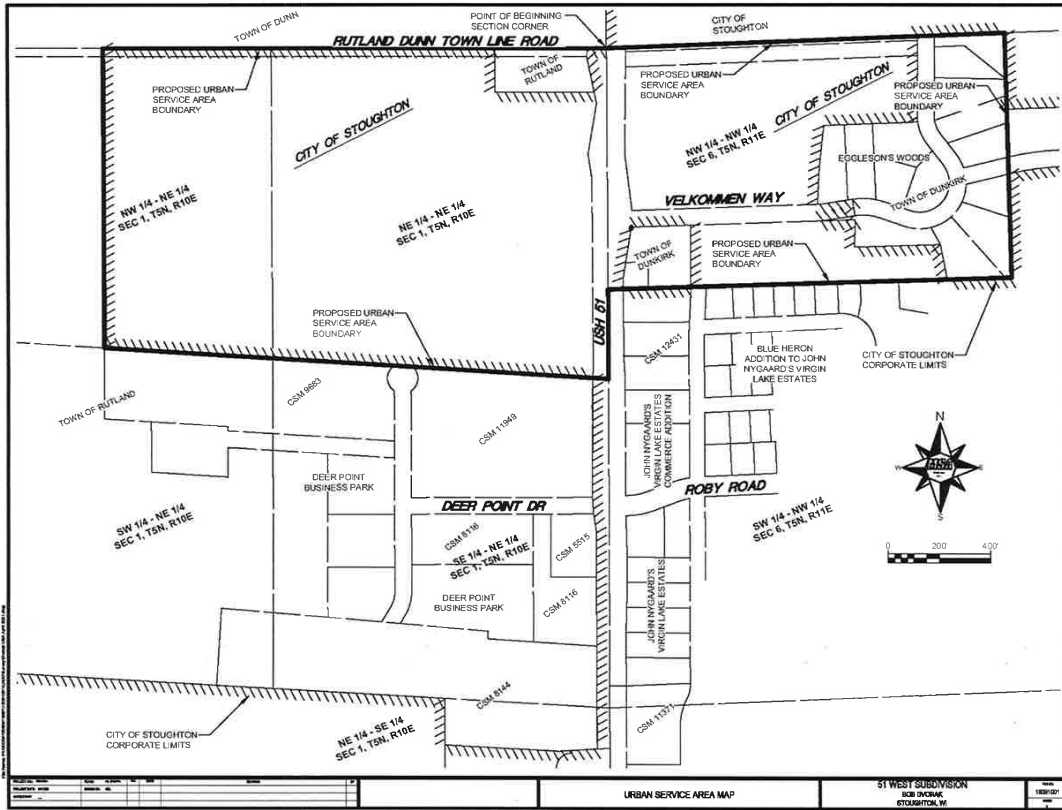 TOWN OF DUNN
POINT OF BEGINNING
SECTION CORNER
CITY OF
STOUGHTON
RUTLAND DUNN TOWN LINE ROAD
TOWN OF
RUTLAND
PROPOSED URBAN
SERVICE AREA
BOUNDARY
PROPOSED URBAN
SERVICE AREA
BOUNDARY
CITY OF STOUGHTON
PROPOSED URBAN
SERVICE AREA
BOUNDARY
CITY OF STOUGHTON
NW 1/4 - NW 1/4
SEC 6, T5N, R11E
EGGLESON'S WOODS
NW 1/4 - NE 1/4
SEC 1, T5N, R10E
NE 1/4 - NE 1/4
SEC 1, T5N, R10E
VELKOMMEN WAY
TOWN OF DUNKIRK
TOWN OF
DUNKIRK
PROPOSED URBAN
SERVICE AREA
BOUNDARY
PROPOSED URBAN
SERVICE AREA
BOUNDARY
USH 51
CSM 12431
BLUE HERON
ADDITION TO JOHN
NYGAARD'S VIRGIN
LAKE ESTATES
CITY OF STOUGHTON
CORPORATE LIMITS
TOWN OF RUTLAND
CSM 9683
CSM 11949
JOHN NYGAARD'S
VIRGIN LAKE ESTATES
COMMERCE ADDITION
N
W
E
S
DEER POINT
BUSINESS PARK
ROBY ROAD
DEER POINT DR
SW 1/4 - NE 1/4
SEC 1, T5N, R10E
CSM 8116
SE 1/4 - NE 1/4
SEC 1, T5N, R10E
CSM 5515
SW 1/4 - NW 1/4
SEC 6, T5N, R11E
0 200' 400'
DEER POINT
BUSINESS PARK
CSM 8116
JOHN NYGAARD'S
VIRGIN LAKE ESTATES
CSM 8144
CSM 11371
CITY OF STOUGHTON
CORPORATE LIMITS
NE 1/4 - SE 1/4
SEC 1, T5N, R10E
URBAN SERVICE AREA MAP
51 WEST SUBDIVISION
BOB DVORAK
STOUGHTON, WI